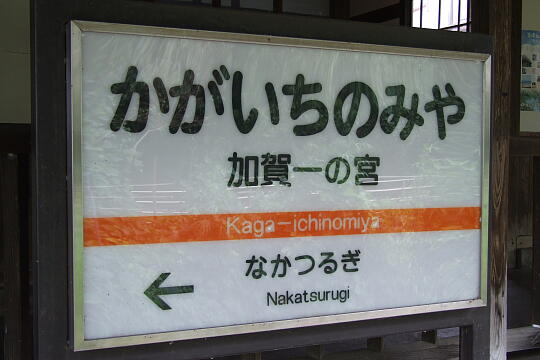 かがいちのみや
加賀一の宮
Kaga-ichinomiya
←
なかつるぎ
Nakatsurugi